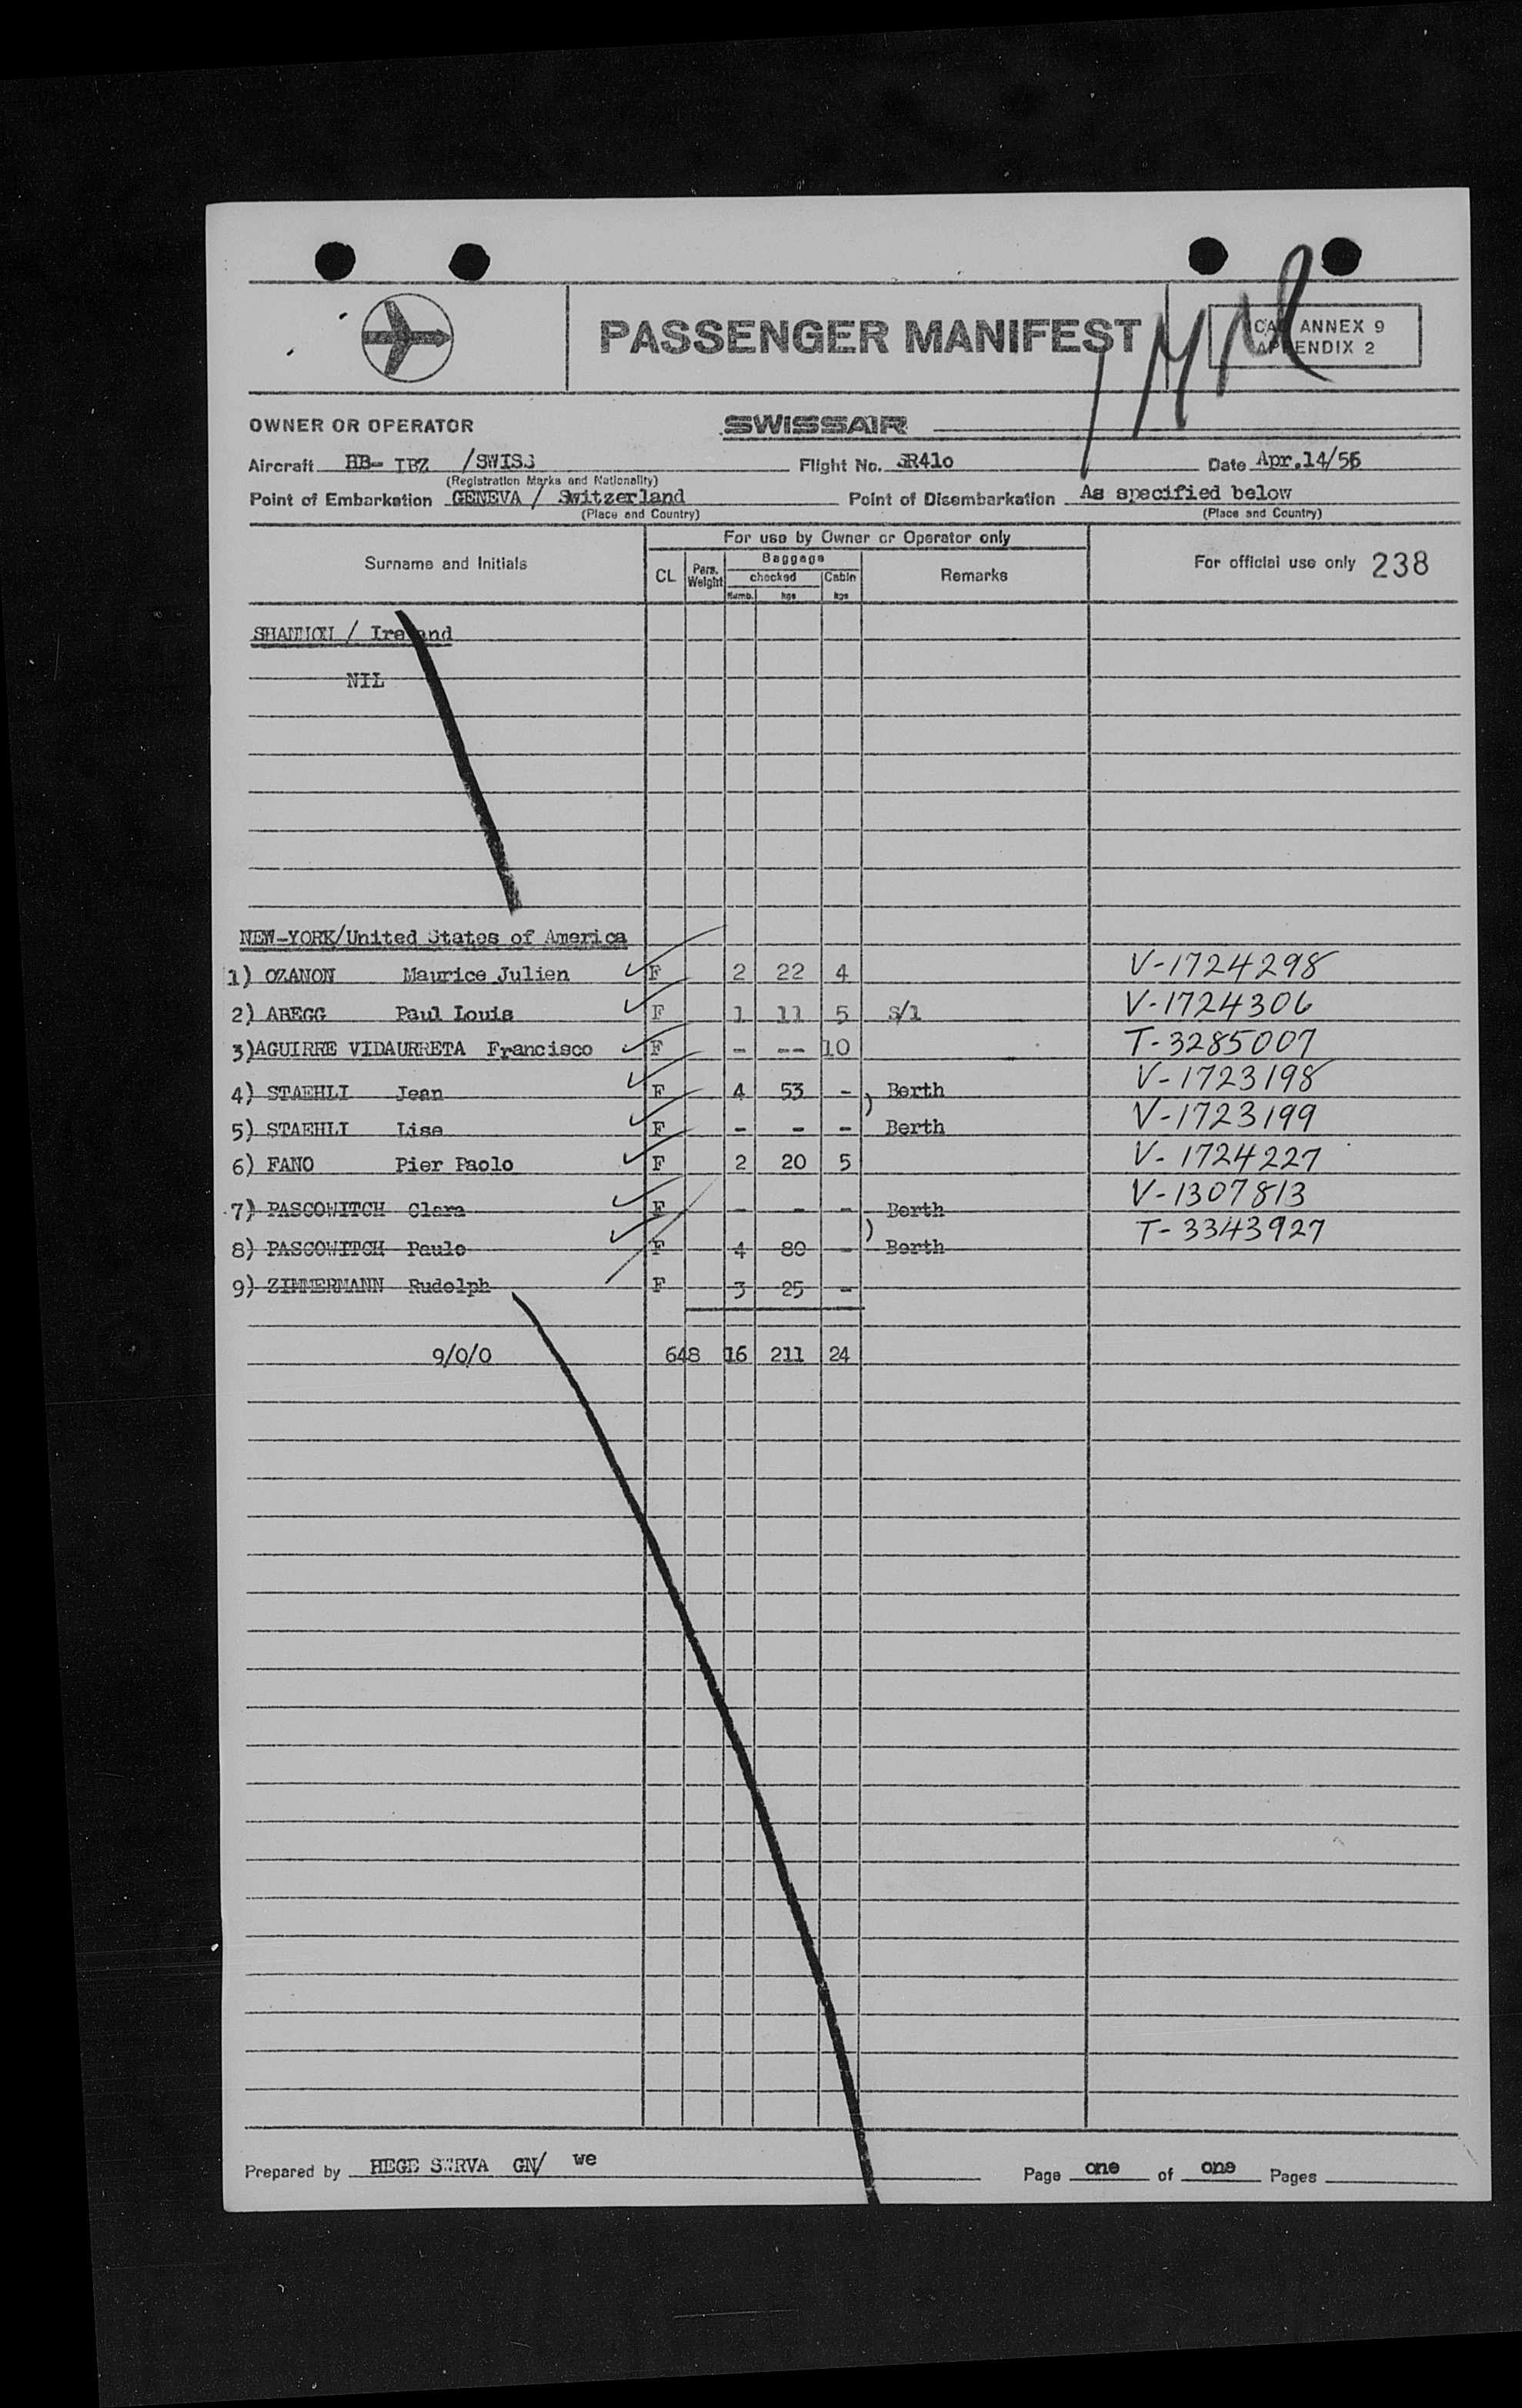 PASSENGER MANIFEST
ICAO ANNEX 9
APPENDIX 2
OWNER OR OPERATOR SWISSAIR
Aircraft HB- IBZ /SWISS Flight No. SR41o Date Apr.14/56
(Registration Marks and Nationality)
Point of Embarkation GENEVA / Switzerland Point of Disembarkation As specified below
(Place and Country) (Place and Country)
For use by Owner or Operator only
Surname and Initials CL Pers. Weight Baggage Remarks For official use only 238
checked Cabin
Numb. kgs kgs
SHANNON / Ireland
NIL
NEW-YORK/United States of America
1) OZANON Maurice Julien F 2 22 4 V-1724298
2) ABEGG Paul Louis F 1 11 5 S/1 V-1724306
3)AGUIRRE VIDAURRETA Francisco F - -- 10 T-3285007
4) STAEHLI Jean F 4 53 - ) Berth V-1723198
5) STAEHLI Lise F - - - Berth V-1723199
6) FANO Pier Paolo F 2 20 5 V-1724227
7) PASCOWITCH Clara F - - - Berth V-1307813
8) PASCOWITCH Paulo F 4 80 - ) Berth T-3343927
9) ZIMMERMANN Rudolph F 3 25 -
9/0/0 648 16 211 24
Prepared by HEGE SWRVA GN/ we Page one of one Pages